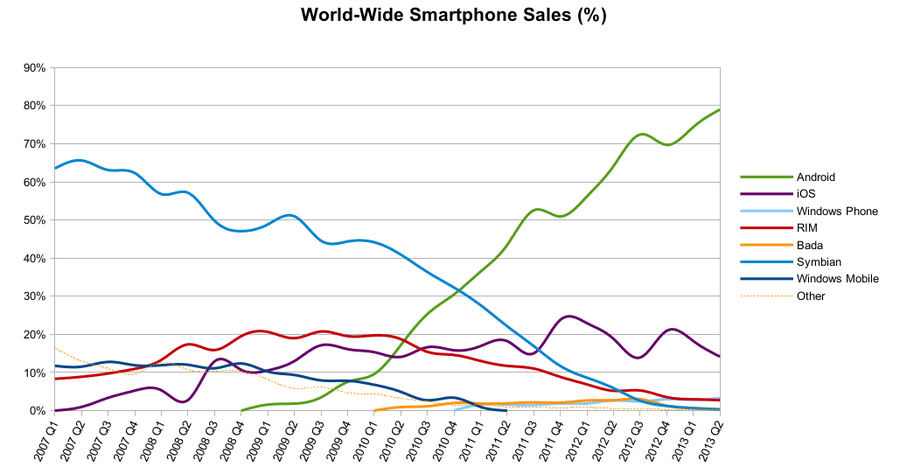 World-Wide Smartphone Sales (%)
90%
80%
70%
60%
50%
40%
30%
20%
10%
0%
2007 Q1
2007 Q2
2007 Q3
2007 Q4
2008 Q1
2008 Q2
2008 Q3
2008 Q4
2009 Q1
2009 Q2
2009 Q3
2009 Q4
2010 Q1
2010 Q2
2010 Q3
2010 Q4
2011 Q1
2011 Q2
2011 Q3
2011 Q4
2012 Q1
2012 Q2
2012 Q3
2012 Q4
2013 Q1
2013 Q2
Android
iOS
Windows Phone
RIM
Bada
Symbian
Windows Mobile
Other